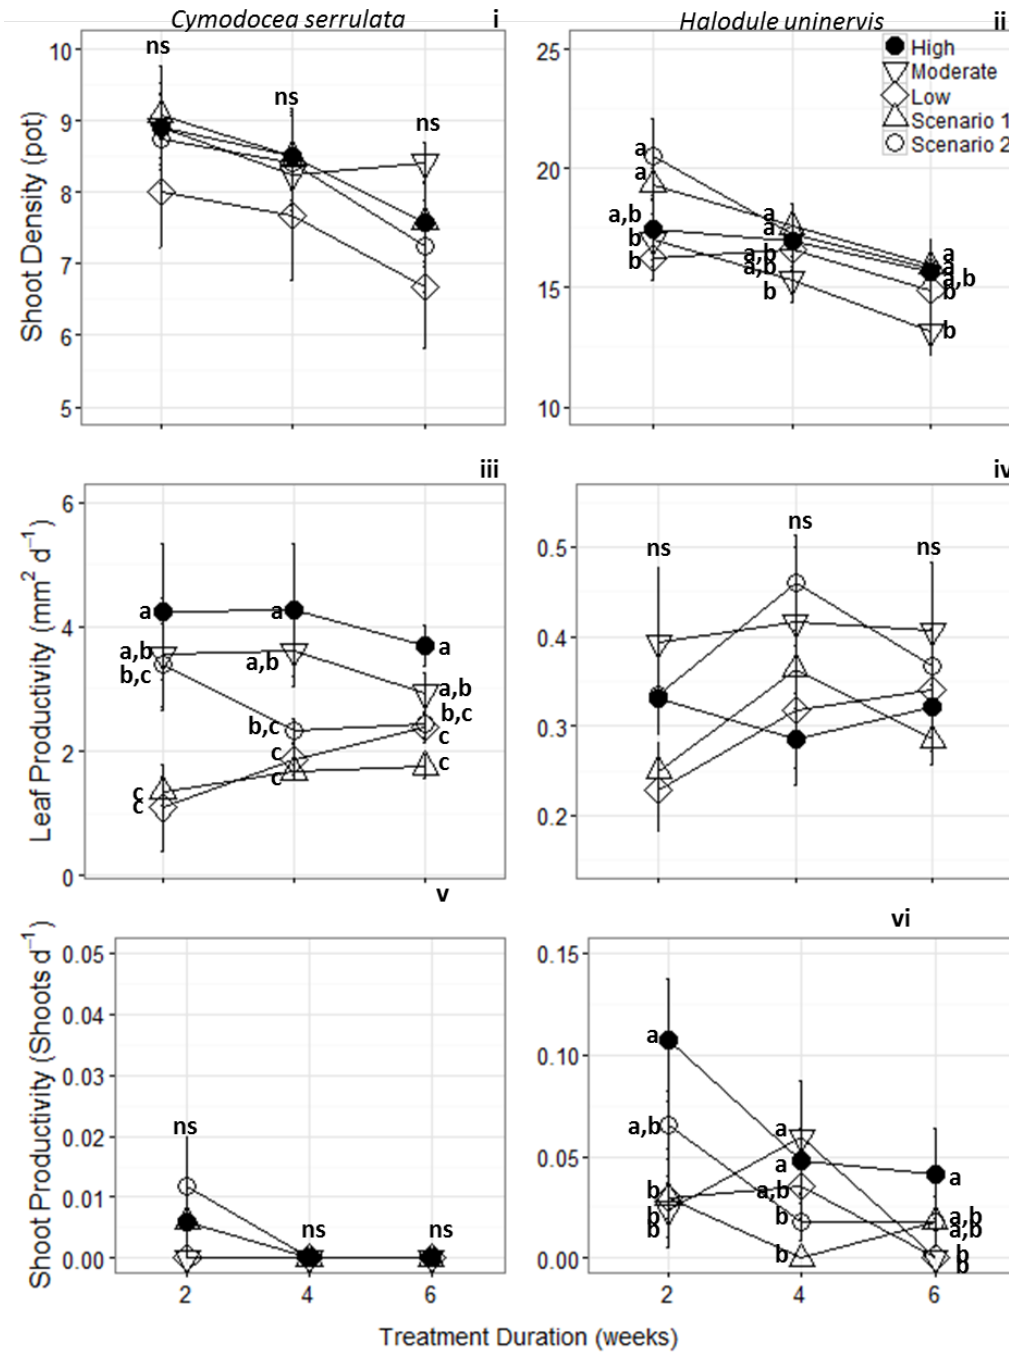 Cymodocea serrulata i Halodule uninervis ii
High
Moderate
Low
Scenario 1
Scenario 2
Shoot Density (pot)
10
9
8
7
6
5
ns
ns
ns
25
20
15
10
a
a
a,b
b
b
a
a
a,b
a,b
b
a
a
a,b
b
b
iii iv
Leaf Productivity (mm² d⁻¹)
6
4
2
0
a
a,b
b,c
c
c
a
a,b
b,c
c
c
a
a,b
b,c
c
c
0.5
0.4
0.3
0.2
ns
ns
ns
v vi
Shoot Productivity (Shoots d⁻¹)
0.05
0.04
0.03
0.02
0.01
0.00
ns
ns
ns
2 4 6
0.15
0.10
0.05
0.00
a
a,b
b
b
b
a
a
a,b
b
b
a
a,b
a,b
b
b
2 4 6
Treatment Duration (weeks)